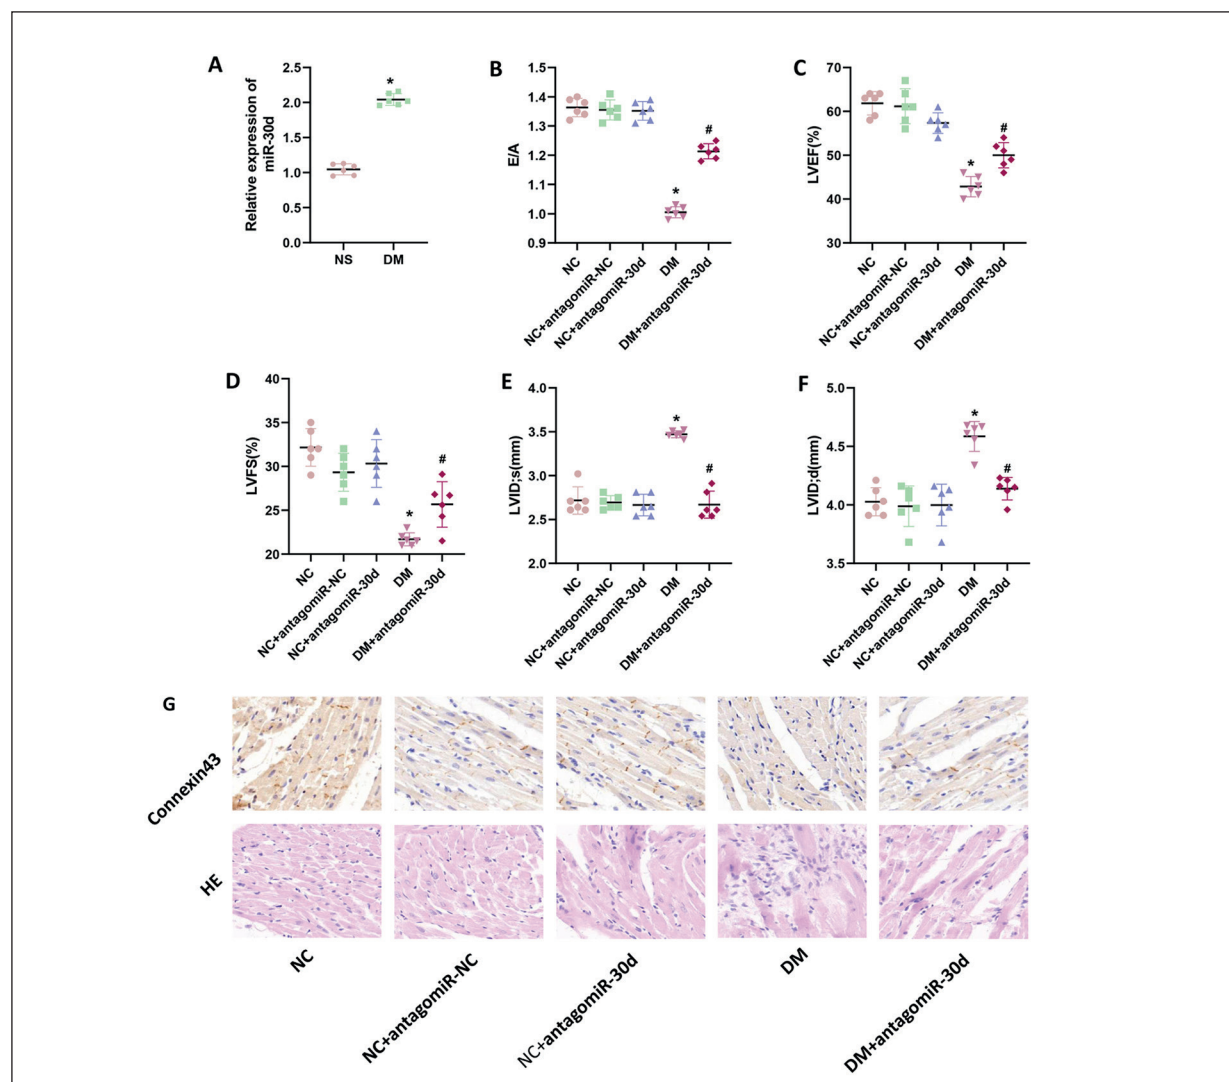 A
Relative expression of
miR-30d
2.5
2.0
1.5
1.0
0.5
0.0
*
NS
DM
B
E/A
1.5
1.4
1.3
1.2
1.1
1.0
0.9
*
#
NC
NC+antagomiR-NC
NC+antagomiR-30d
DM
DM+antagomiR-30d
C
LVEF(%)
70
60
50
40
30
*
#
NC
NC+antagomiR-NC
NC+antagomiR-30d
DM
DM+antagomiR-30d
D
LVFS(%)
40
35
30
25
20
*
#
NC
NC+antagomiR-NC
NC+antagomiR-30d
DM
DM+antagomiR-30d
E
LVID;s(mm)
4.0
3.5
3.0
2.5
2.0
*
#
NC
NC+antagomiR-NC
NC+antagomiR-30d
DM
DM+antagomiR-30d
F
LVID;d(mm)
5.0
4.5
4.0
3.5
*
#
NC
NC+antagomiR-NC
NC+antagomiR-30d
DM
DM+antagomiR-30d
G
Connexin43
HE
NC
NC+antagomiR-NC
NC+antagomiR-30d
DM
DM+antagomiR-30d